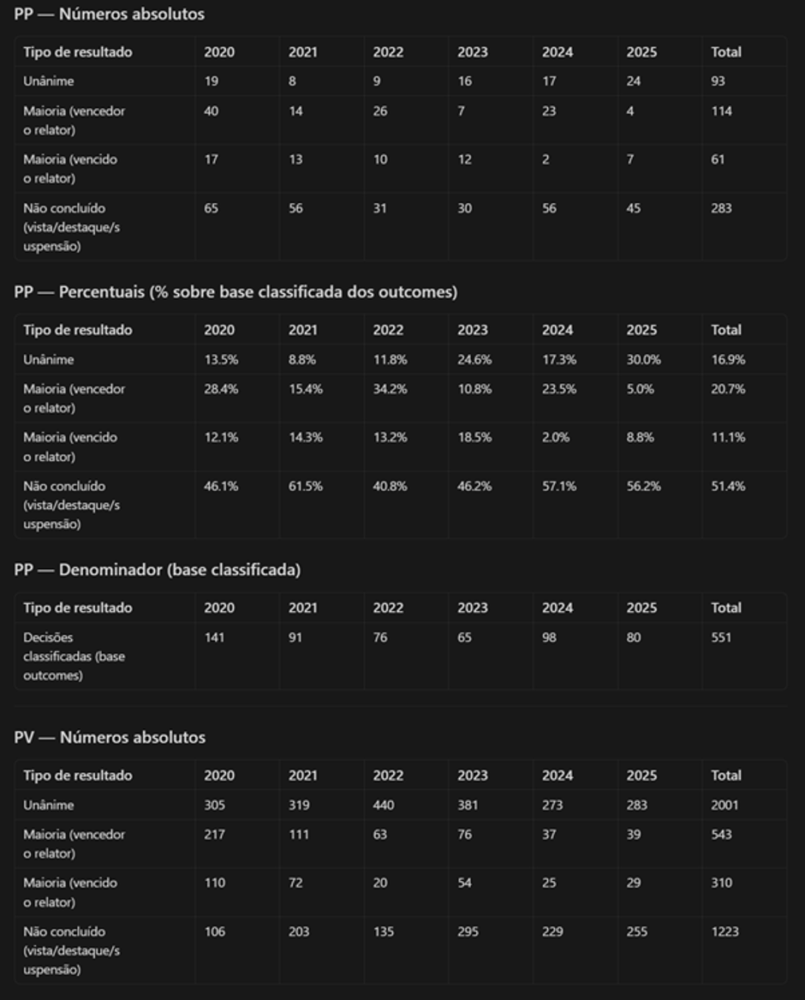 PP — Números absolutos
Tipo de resultado 2020 2021 2022 2023 2024 2025 Total
Unânime 19 8 9 16 17 24 93
Maioria (vencedor 40 14 26 7 23 4 114
o relator)
Maioria (vencido 17 13 10 12 2 7 61
o relator)
Não concluído 65 56 31 30 56 45 283
(vista/destaque/s
uspensão)
PP — Percentuais (% sobre base classificada dos outcomes)
Tipo de resultado 2020 2021 2022 2023 2024 2025 Total
Unânime 13.5% 8.8% 11.8% 24.6% 17.3% 30.0% 16.9%
Maioria (vencedor 28.4% 15.4% 34.2% 10.8% 23.5% 5.0% 20.7%
o relator)
Maioria (vencido 12.1% 14.3% 13.2% 18.5% 2.0% 8.8% 11.1%
o relator)
Não concluído 46.1% 61.5% 40.8% 46.2% 57.1% 56.2% 51.4%
(vista/destaque/s
uspensão)
PP — Denominador (base classificada)
Tipo de resultado 2020 2021 2022 2023 2024 2025 Total
Decisões 141 91 76 65 98 80 551
classificadas (base
outcomes)
PV — Números absolutos
Tipo de resultado 2020 2021 2022 2023 2024 2025 Total
Unânime 305 319 440 381 273 283 2001
Maioria (vencedor 217 111 63 76 37 39 543
o relator)
Maioria (vencido 110 72 20 54 25 29 310
o relator)
Não concluído 106 203 135 295 229 255 1223
(vista/destaque/s
uspensão)